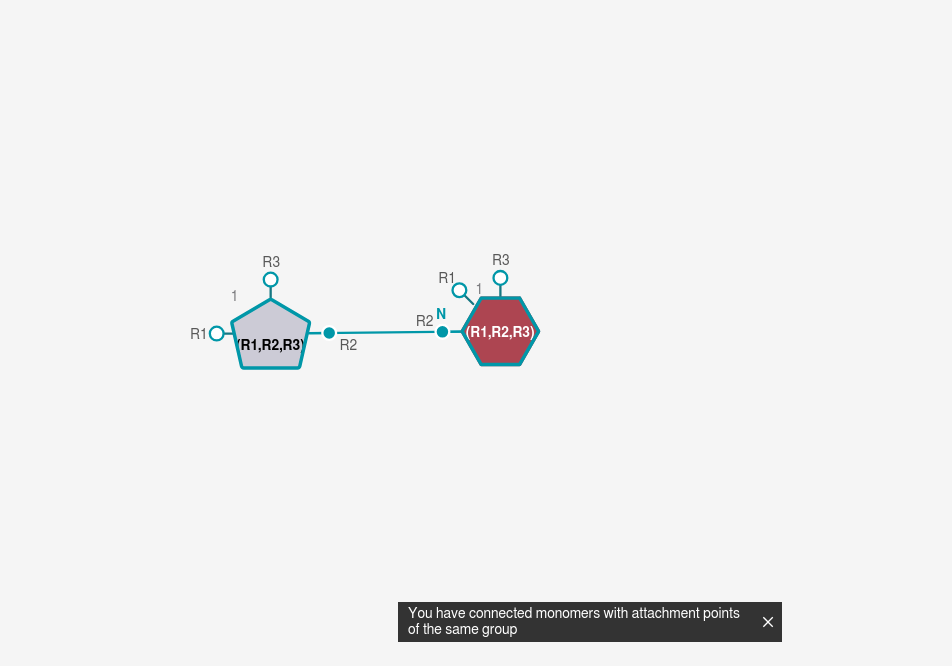 R3
R3
R1
1
1
N
R2
R1
(R1,R2,R3)
(R1,R2,R3)
R2
You have connected monomers with attachment points
of the same group